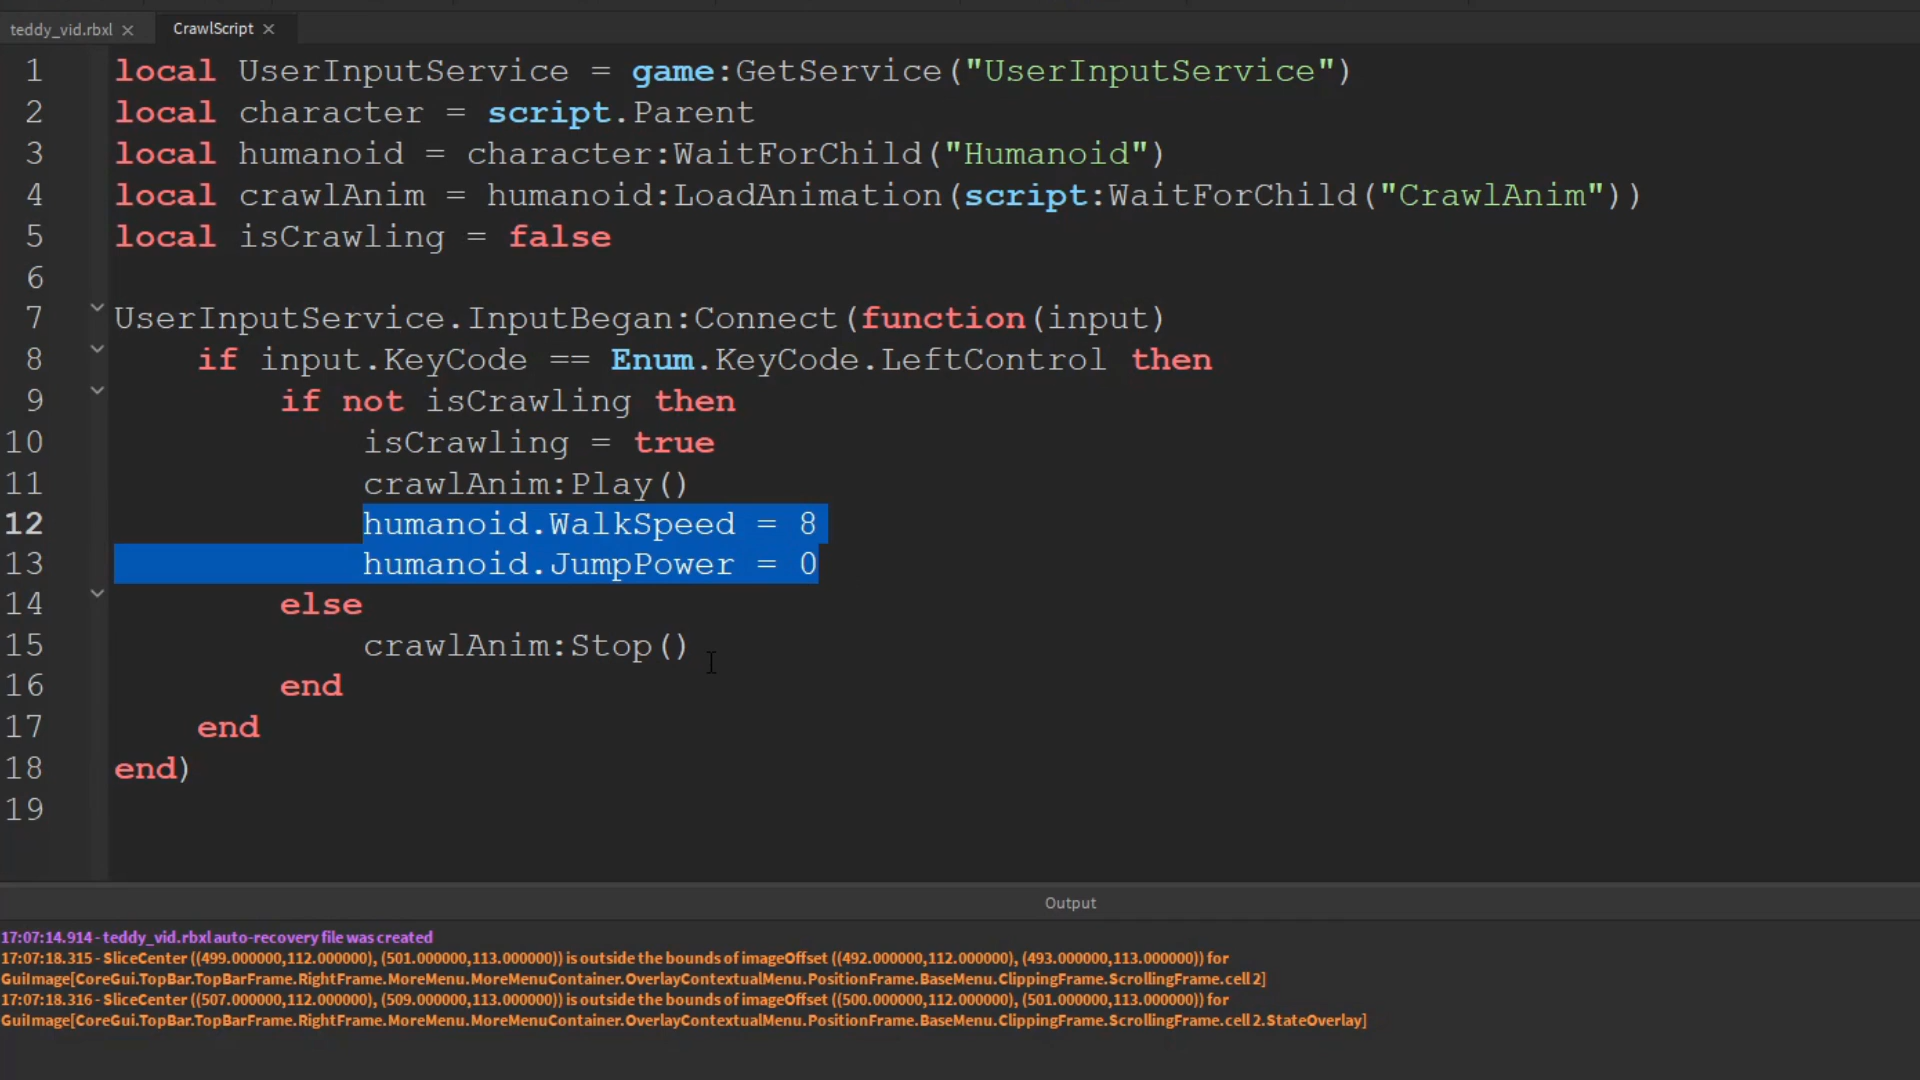 teddy_vid.rbxl × CrawlScript ×
1 local UserInputService = game:GetService("UserInputService")
2 local character = script.Parent
3 local humanoid = character:WaitForChild("Humanoid")
4 local crawlAnim = humanoid:LoadAnimation(script:WaitForChild("CrawlAnim"))
5 local isCrawling = false
6
7 UserInputService.InputBegan:Connect(function(input)
8 if input.KeyCode == Enum.KeyCode.LeftControl then
9 if not isCrawling then
10 isCrawling = true
11 crawlAnim:Play()
12 humanoid.WalkSpeed = 8
13 humanoid.JumpPower = 0
14 else
15 crawlAnim:Stop()
16 end
17 end
18 end)
19
Output
17:07:14.914 - teddy_vid.rbxl auto-recovery file was created
17:07:18.315 - SliceCenter ((499.000000,112.000000), (501.000000,113.000000)) is outside the bounds of imageOffset ((492.000000,112.000000), (493.000000,113.000000)) for
GuiImage[CoreGui.TopBar.TopBarFrame.RightFrame.MoreMenu.MoreMenuContainer.OverlayContextualMenu.PositionFrame.BaseMenu.ClippingFrame.ScrollingFrame.cell 2]
17:07:18.316 - SliceCenter ((507.000000,112.000000), (509.000000,113.000000)) is outside the bounds of imageOffset ((500.000000,112.000000), (501.000000,113.000000)) for
GuiImage[CoreGui.TopBar.TopBarFrame.RightFrame.MoreMenu.MoreMenuContainer.OverlayContextualMenu.PositionFrame.BaseMenu.ClippingFrame.ScrollingFrame.cell 2.StateOverlay]